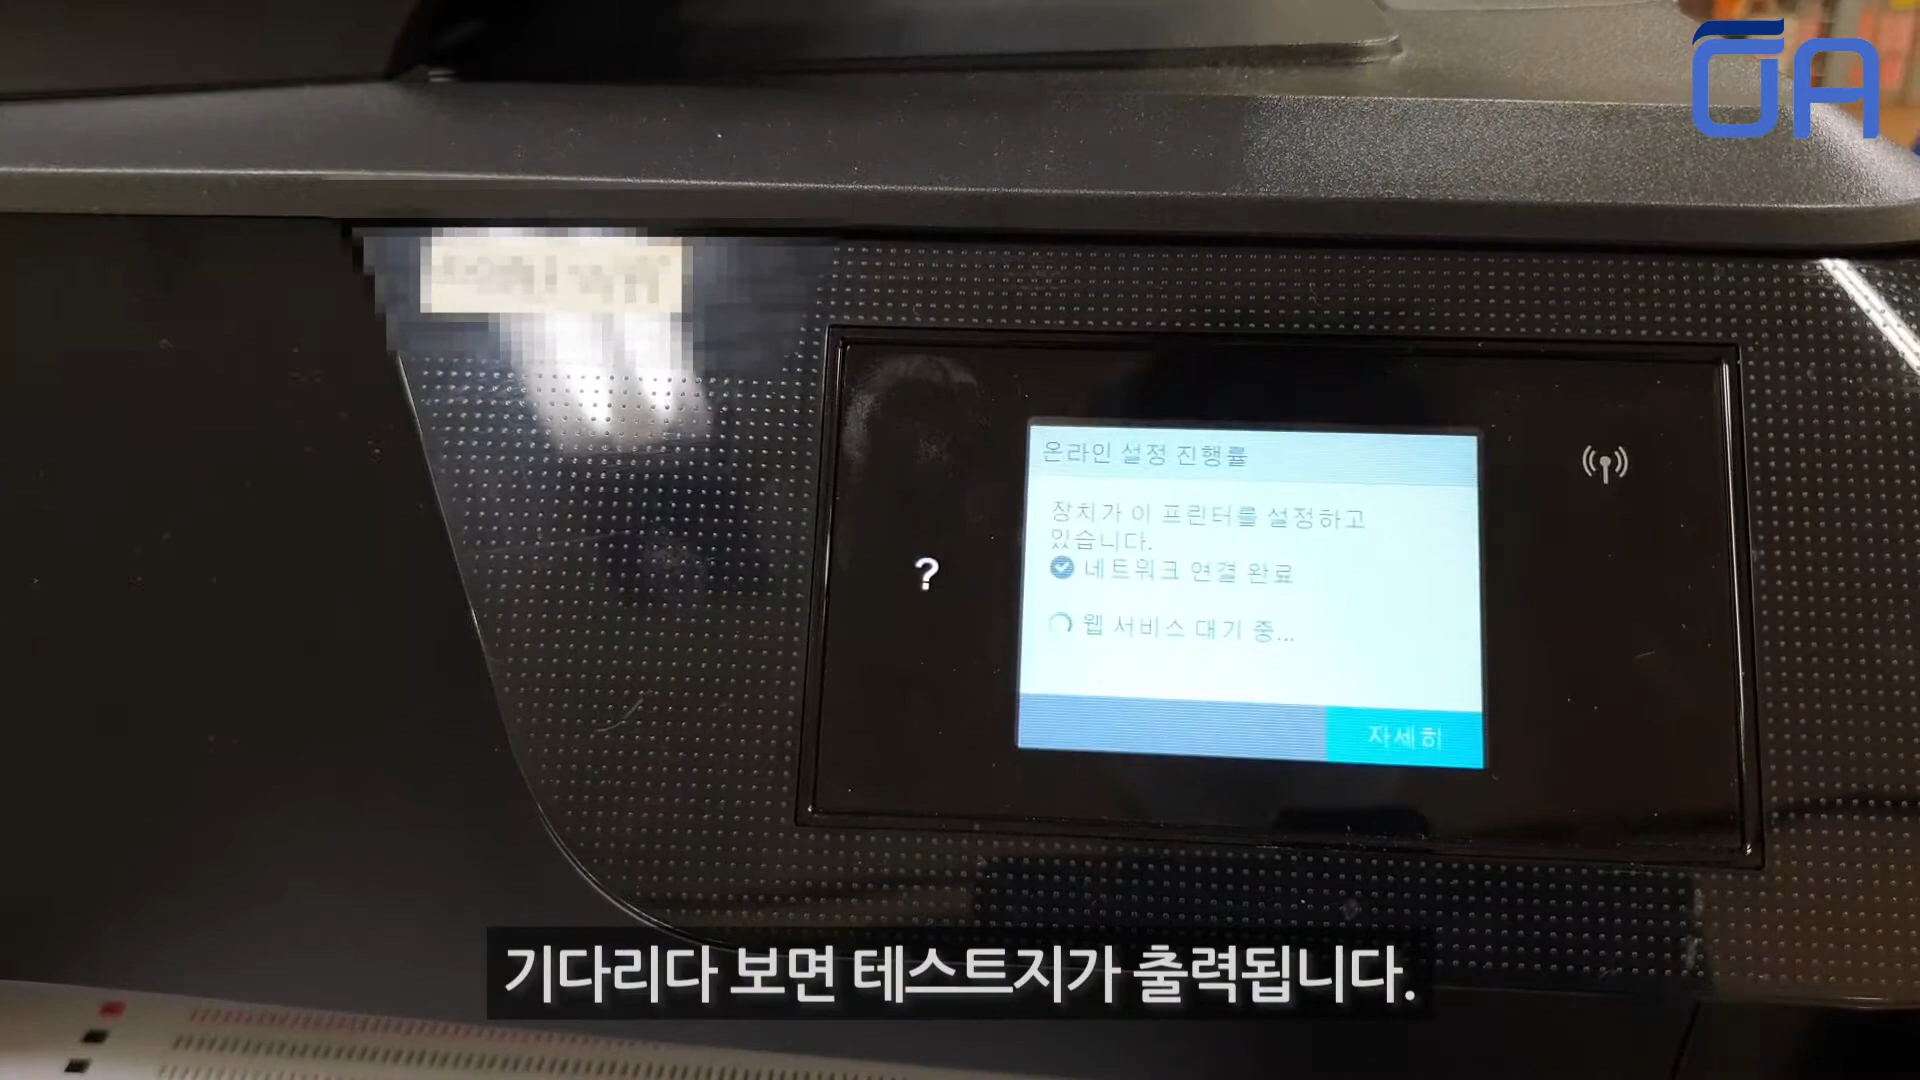 OA
온라인 설정 진행률
장치가 이 프린터를 설정하고
있습니다.
네트워크 연결 완료
웹 서비스 대기 중...
자세히
?
기다리다 보면 테스트지가 출력됩니다.